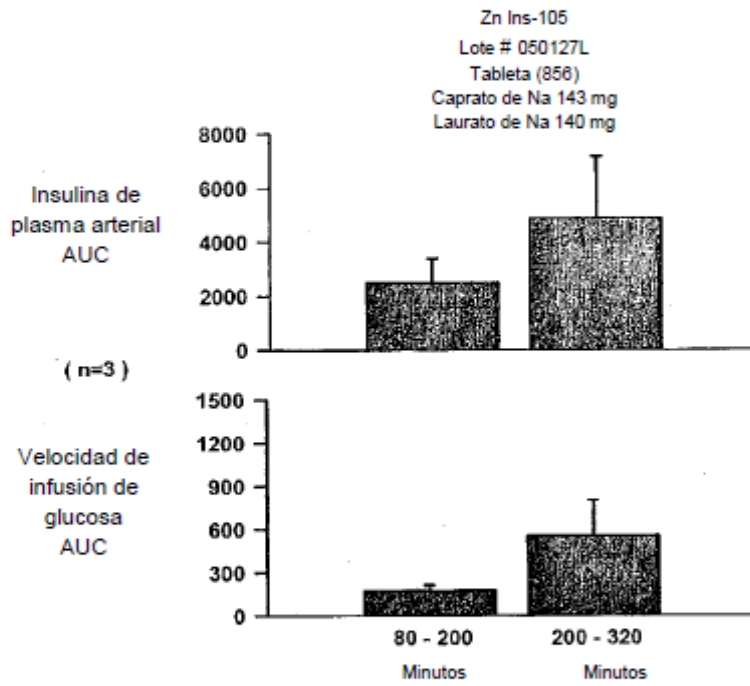 Zn Ins-105
Lote # 050127L
Tableta (856)
Caprato de Na 143 mg
Laurato de Na 140 mg
8000
6000
4000
2000
0
Insulina de
plasma arterial
AUC
( n=3 )
1500
1200
900
600
300
0
Velocidad de
infusión de
glucosa
AUC
80 - 200
200 - 320
Minutos
Minutos